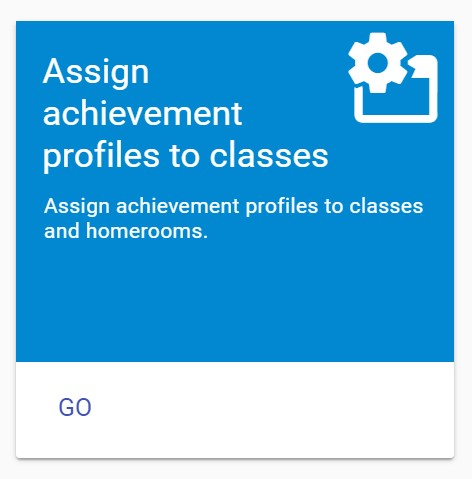 Assign
achievement
profiles to classes
Assign achievement profiles to classes
and homerooms.
GO